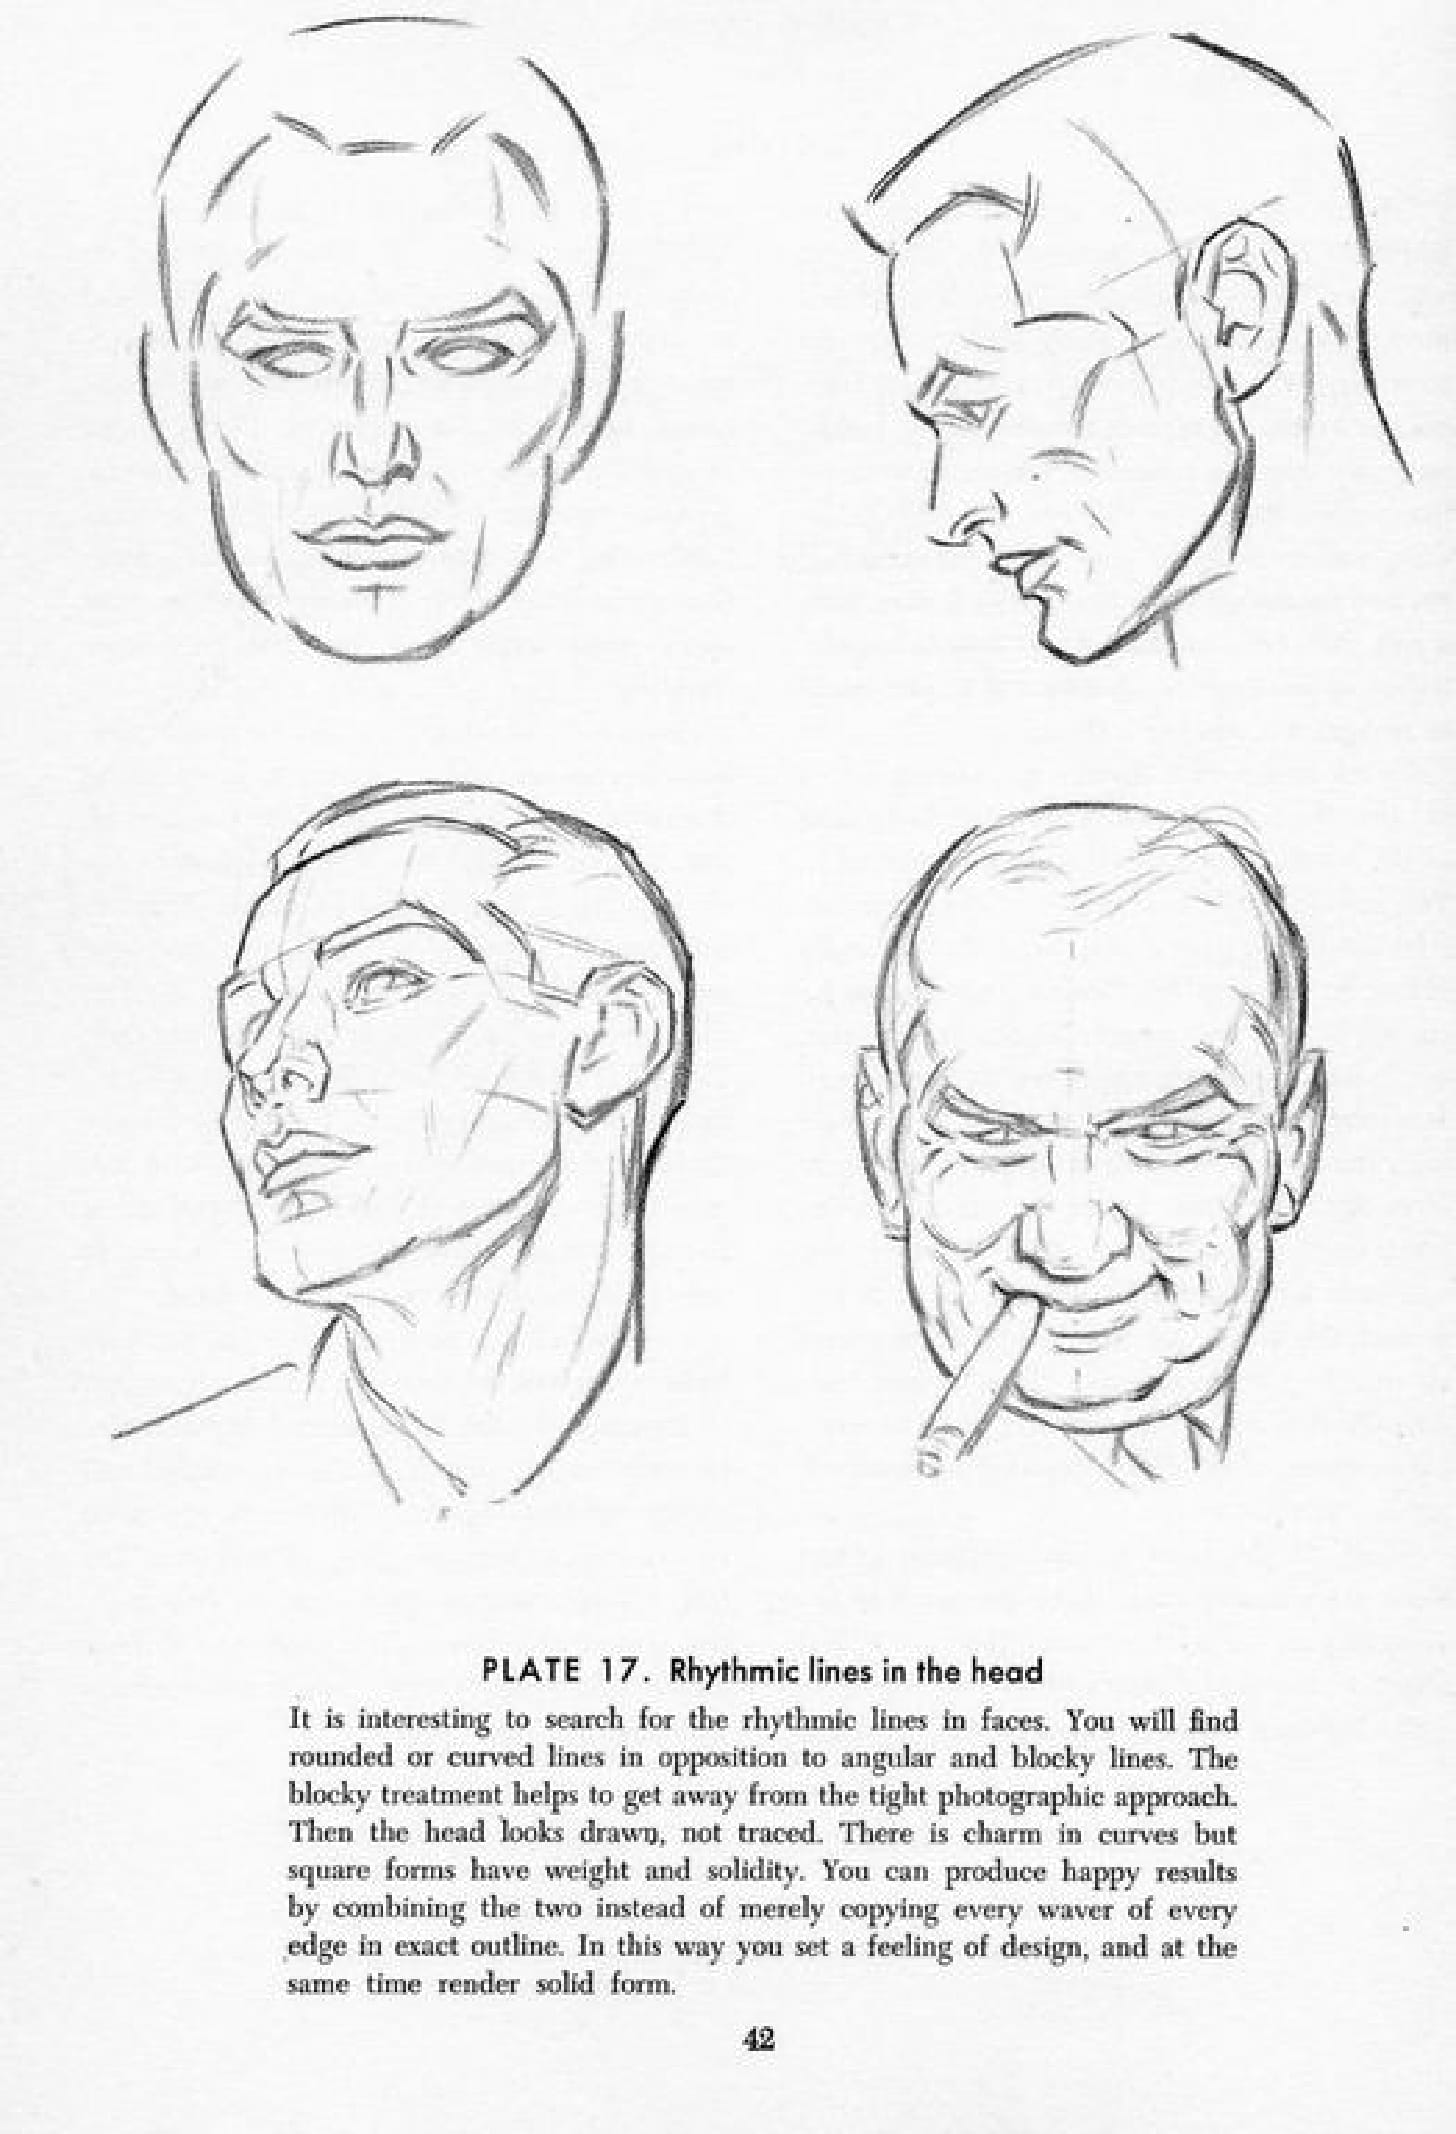 PLATE 17. Rhythmic lines in the head
It is interesting to search for the rhythmic lines in faces. You will find
rounded or curved lines in opposition to angular and blocky lines. The
blocky treatment helps to get away from the tight photographic approach.
Then the head looks drawn, not traced. There is charm in curves but
square forms have weight and solidity. You can produce happy results
by combining the two instead of merely copying every waver of every
edge in exact outline. In this way you set a feeling of design, and at the
same time render solid form.
42